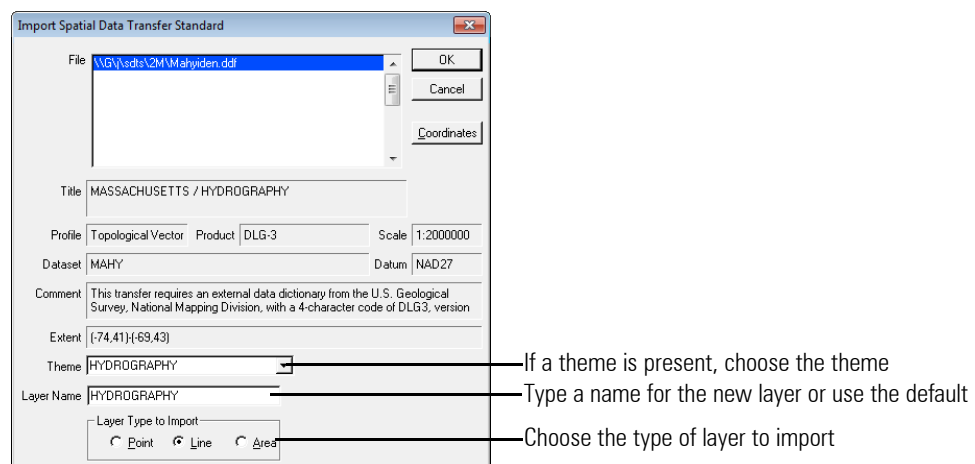 Import Spatial Data Transfer Standard
File \\G\j\sdts\2M\Mahyiden.ddf OK
Cancel
Coordinates
Title MASSACHUSETTS / HYDROGRAPHY
Profile Topological Vector Product DLG-3 Scale 1:2000000
Dataset MAHY Datum NAD27
Comment This transfer requires an external data dictionary from the U.S. Geological
Survey, National Mapping Division, with a 4-character code of DLG3, version
Extent (-74,41)-(-69,43)
Theme HYDROGRAPHY If a theme is present, choose the theme
Layer Name HYDROGRAPHY Type a name for the new layer or use the default
Layer Type to Import
Point Line Area Choose the type of layer to import